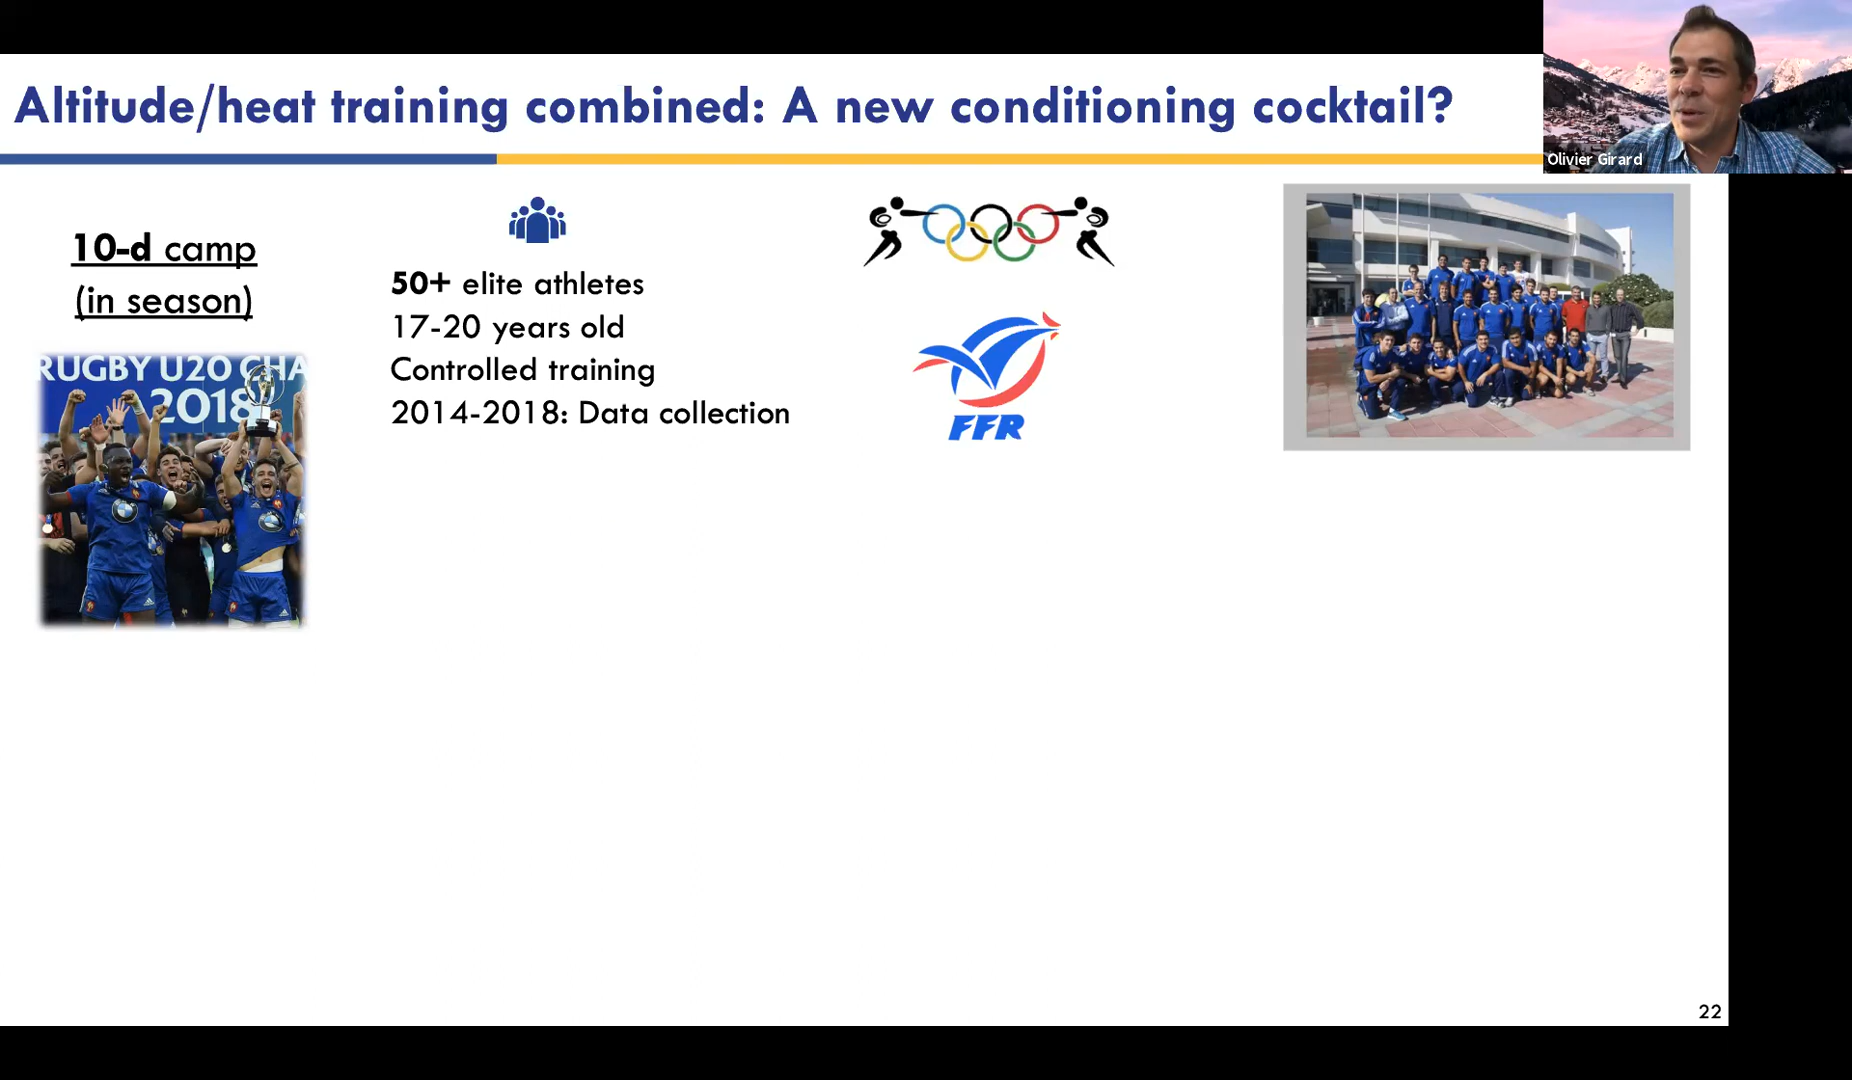 Altitude/heat training combined: A new conditioning cocktail?
Olivier Girard
10-d camp
(in season)
50+ elite athletes
17-20 years old
Controlled training
2014-2018: Data collection
RUGBY U20 CHA
2018
FFR
22